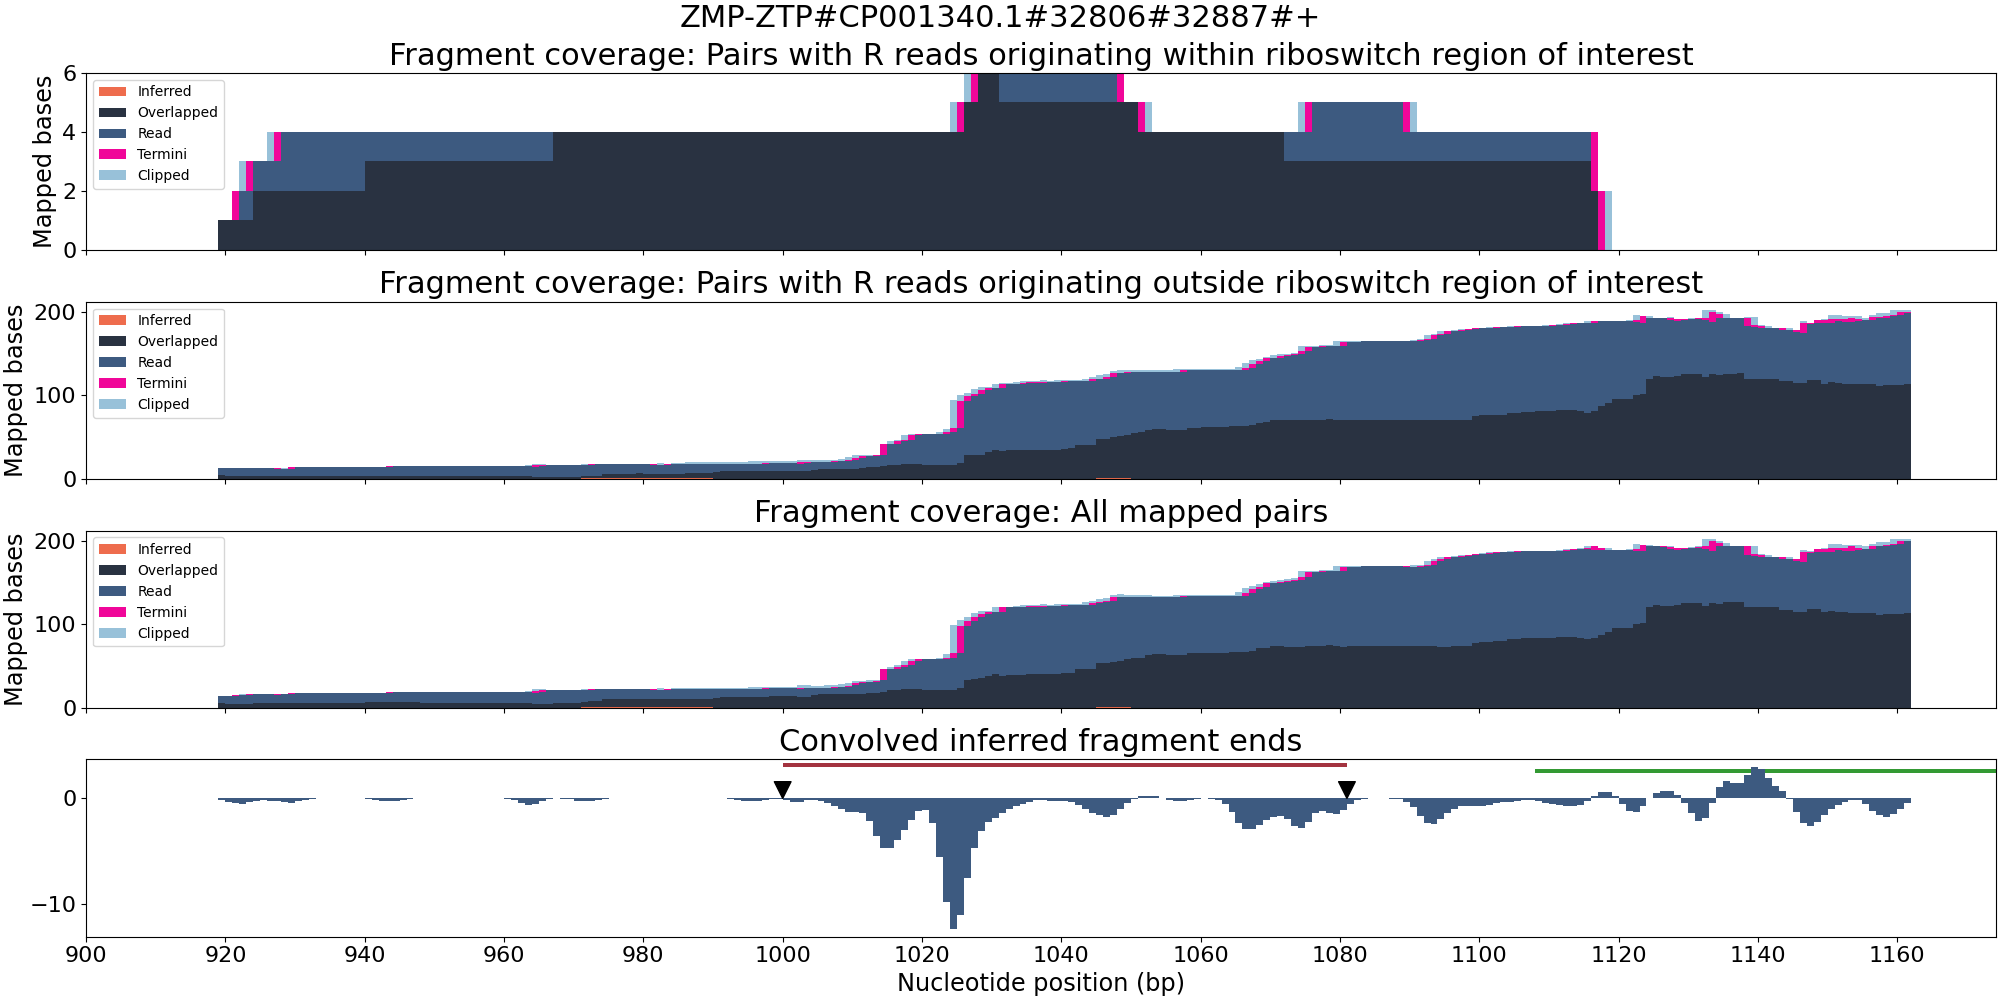 ZMP-ZTP#CP001340.1#32806#32887#+
Fragment coverage: Pairs with R reads originating within riboswitch region of interest
Mapped bases
6
4
2
0
Inferred
Overlapped
Read
Termini
Clipped
Fragment coverage: Pairs with R reads originating outside riboswitch region of interest
Mapped bases
200
100
0
Inferred
Overlapped
Read
Termini
Clipped
Fragment coverage: All mapped pairs
Mapped bases
200
100
0
Inferred
Overlapped
Read
Termini
Clipped
Convolved inferred fragment ends
0
−10
900 920 940 960 980 1000 1020 1040 1060 1080 1100 1120 1140 1160
Nucleotide position (bp)